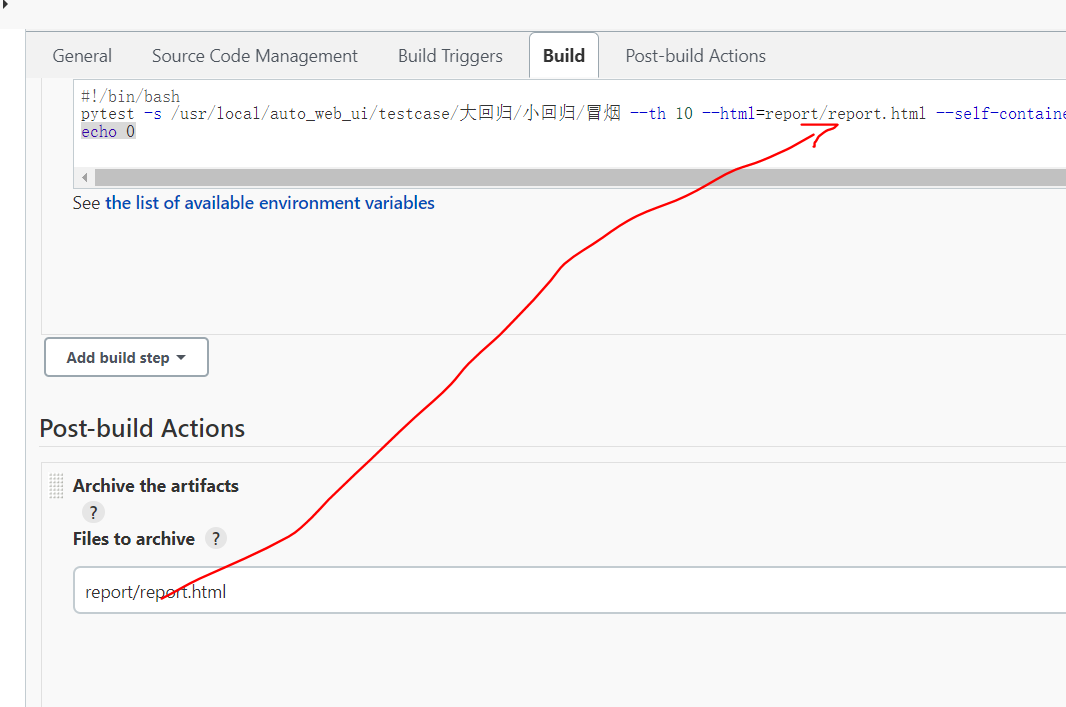 General Source Code Management Build Triggers Build Post-build Actions
#!/bin/bash
pytest -s /usr/local/auto_web_ui/testcase/大回归/小回归/冒烟 --th 10 --html=report/report.html --self-containe
echo 0
See the list of available environment variables
Add build step
Post-build Actions
Archive the artifacts
?
Files to archive ?
report/report.html